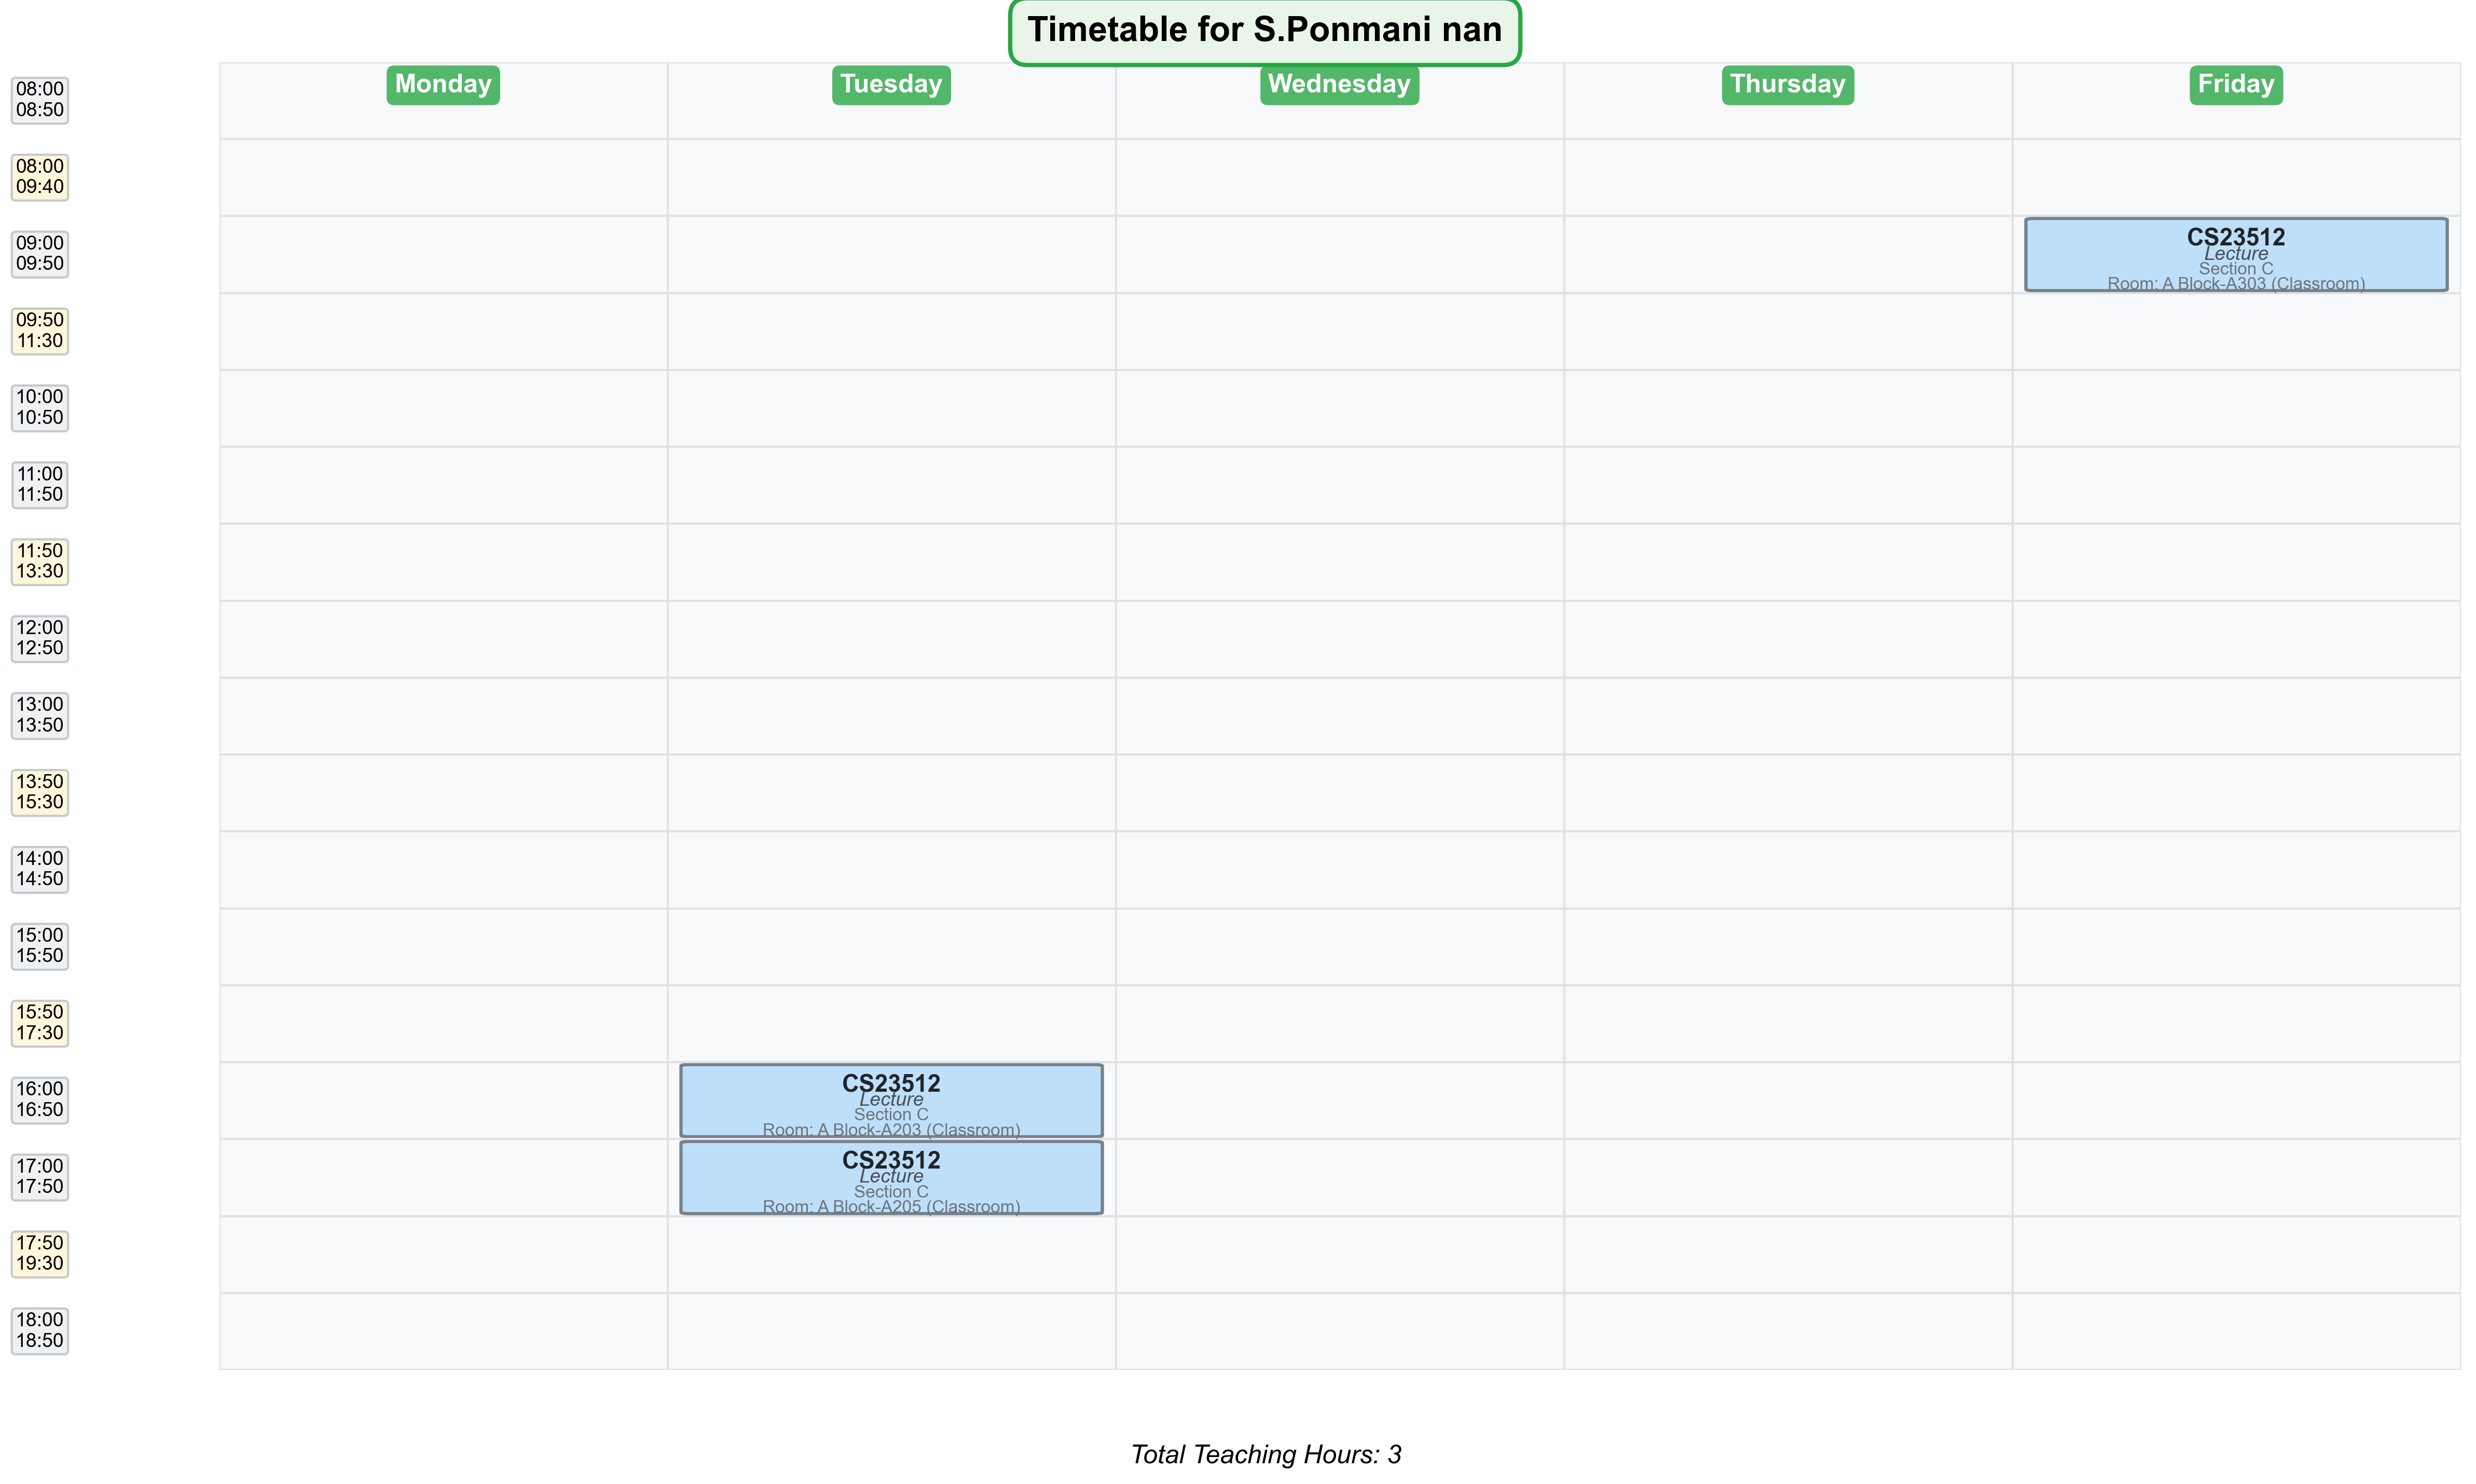 Timetable for S.Ponmani nan
Monday Tuesday Wednesday Thursday Friday
08:00
08:50
08:00
09:40
09:00
09:50
CS23512
Lecture
Section C
Room: A Block-A303 (Classroom)
09:50
11:30
10:00
10:50
11:00
11:50
11:50
13:30
12:00
12:50
13:00
13:50
13:50
15:30
14:00
14:50
15:00
15:50
15:50
17:30
16:00
16:50
CS23512
Lecture
Section C
Room: A Block-A203 (Classroom)
17:00
17:50
CS23512
Lecture
Section C
Room: A Block-A205 (Classroom)
17:50
19:30
18:00
18:50
Total Teaching Hours: 3